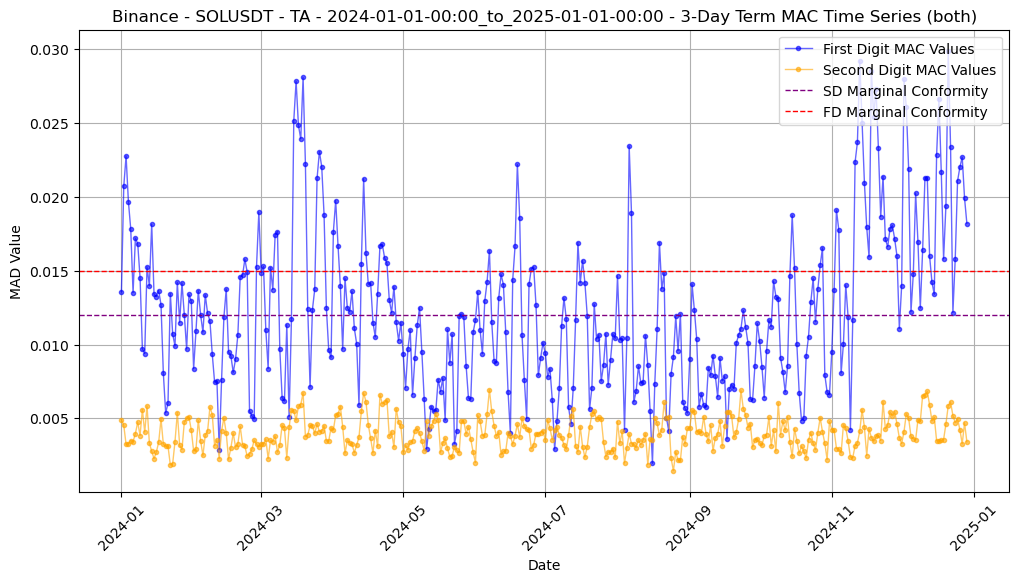 Binance - SOLUSDT - TA - 2024-01-01-00:00_to_2025-01-01-00:00 - 3-Day Term MAC Time Series (both)
First Digit MAC Values
Second Digit MAC Values
SD Marginal Conformity
FD Marginal Conformity
MAD Value
0.030
0.025
0.020
0.015
0.010
0.005
2024-01
2024-03
2024-05
2024-07
2024-09
2024-11
2025-01
Date